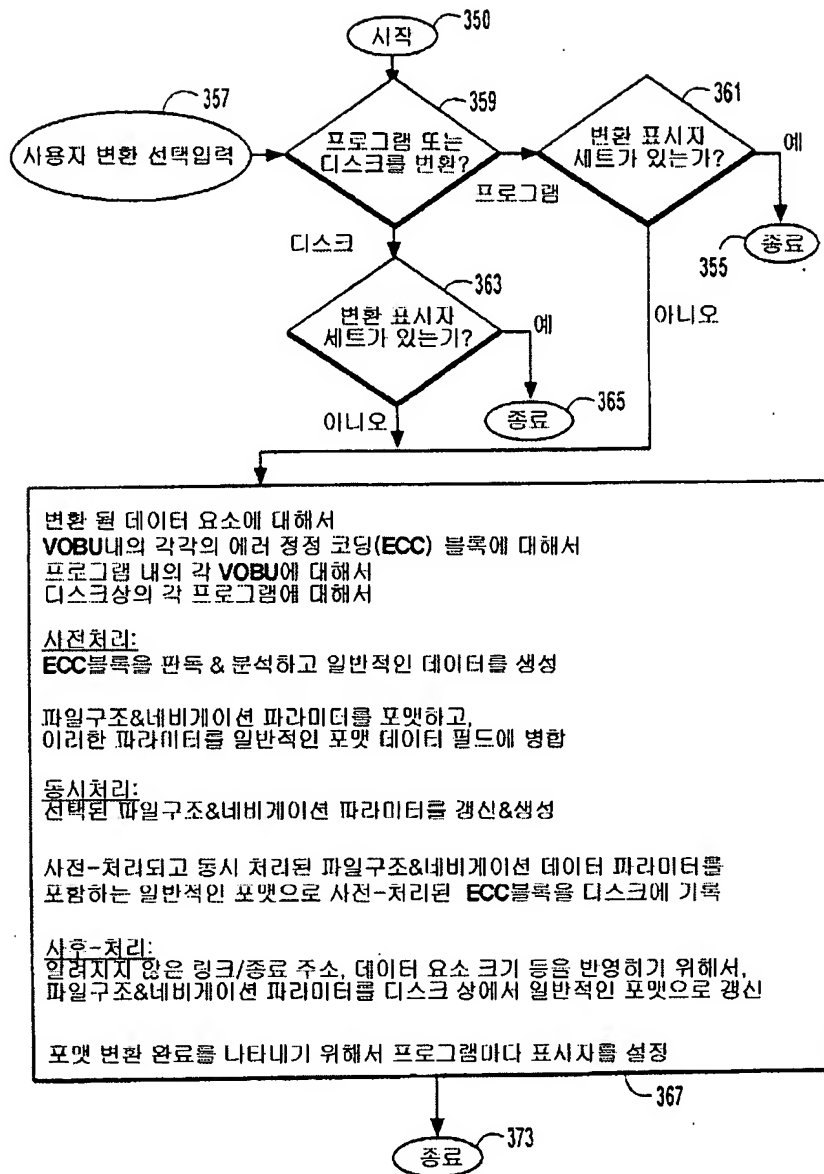 시작
350
357
사용자 변환 선택입력
359
프로그램 또는
디스크를 변환?
프로그램
361
변환 표시자
세트가 있는가?
예
355
종료
디스크
363
변환 표시자
세트가 있는가?
예
365
종료
아니오
아니오
변환 될 데이터 요소에 대해서
VOBU내의 각각의 에러 정정 코딩(ECC) 블록에 대해서
프로그램 내의 각 VOBU에 대해서
디스크상의 각 프로그램에 대해서
사전처리:
ECC블록을 판독 & 분석하고 일반적인 데이터를 생성
파일구조&네비게이션 파라미터를 포맷하고,
이러한 파라미터를 일반적인 포맷 데이터 필드에 병합
동시처리:
선택된 파일구조&네비게이션 파라미터를 갱신&생성
사전-처리되고 동시 처리된 파일구조&네비게이션 데이터 파라미터를
포함하는 일반적인 포맷으로 사전-처리된 ECC블록을 디스크에 기록
사후-처리:
알려지지 않은 링크/종료 주소, 데이터 요소 크기 등을 반영하기 위해서,
파일구조&네비게이션 파라미터를 디스크 상에서 일반적인 포맷으로 갱신
포맷 변환 완료를 나타내기 위해서 프로그램마다 표시자를 설정
367
종료
373